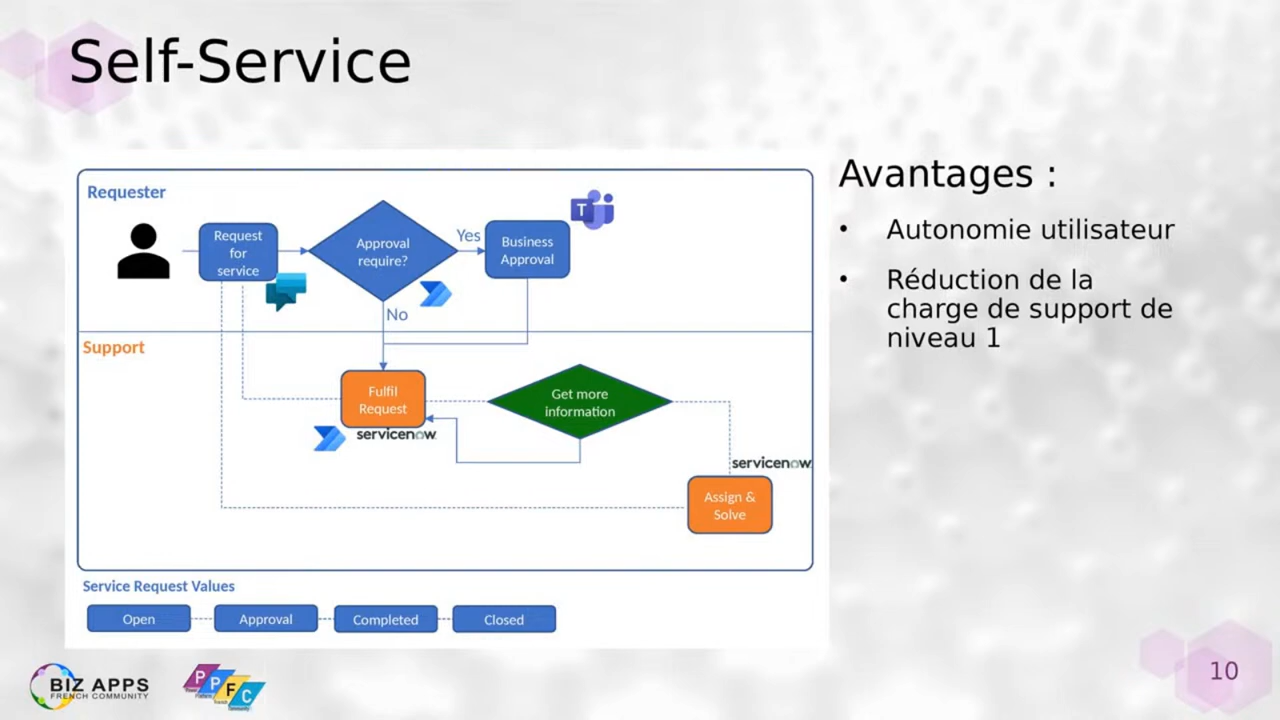 Self-Service
Requester
Request
for
service
Approval
require?
Yes
Business
Approval
T
No
Support
Fulfil
Request
servicenow
Get more
information
servicenow
Assign &
Solve
Service Request Values
Open
Approval
Completed
Closed
Avantages :
• Autonomie utilisateur
• Réduction de la
charge de support de
niveau 1
BIZ APPS
FRENCH COMMUNITY
P P F C
10